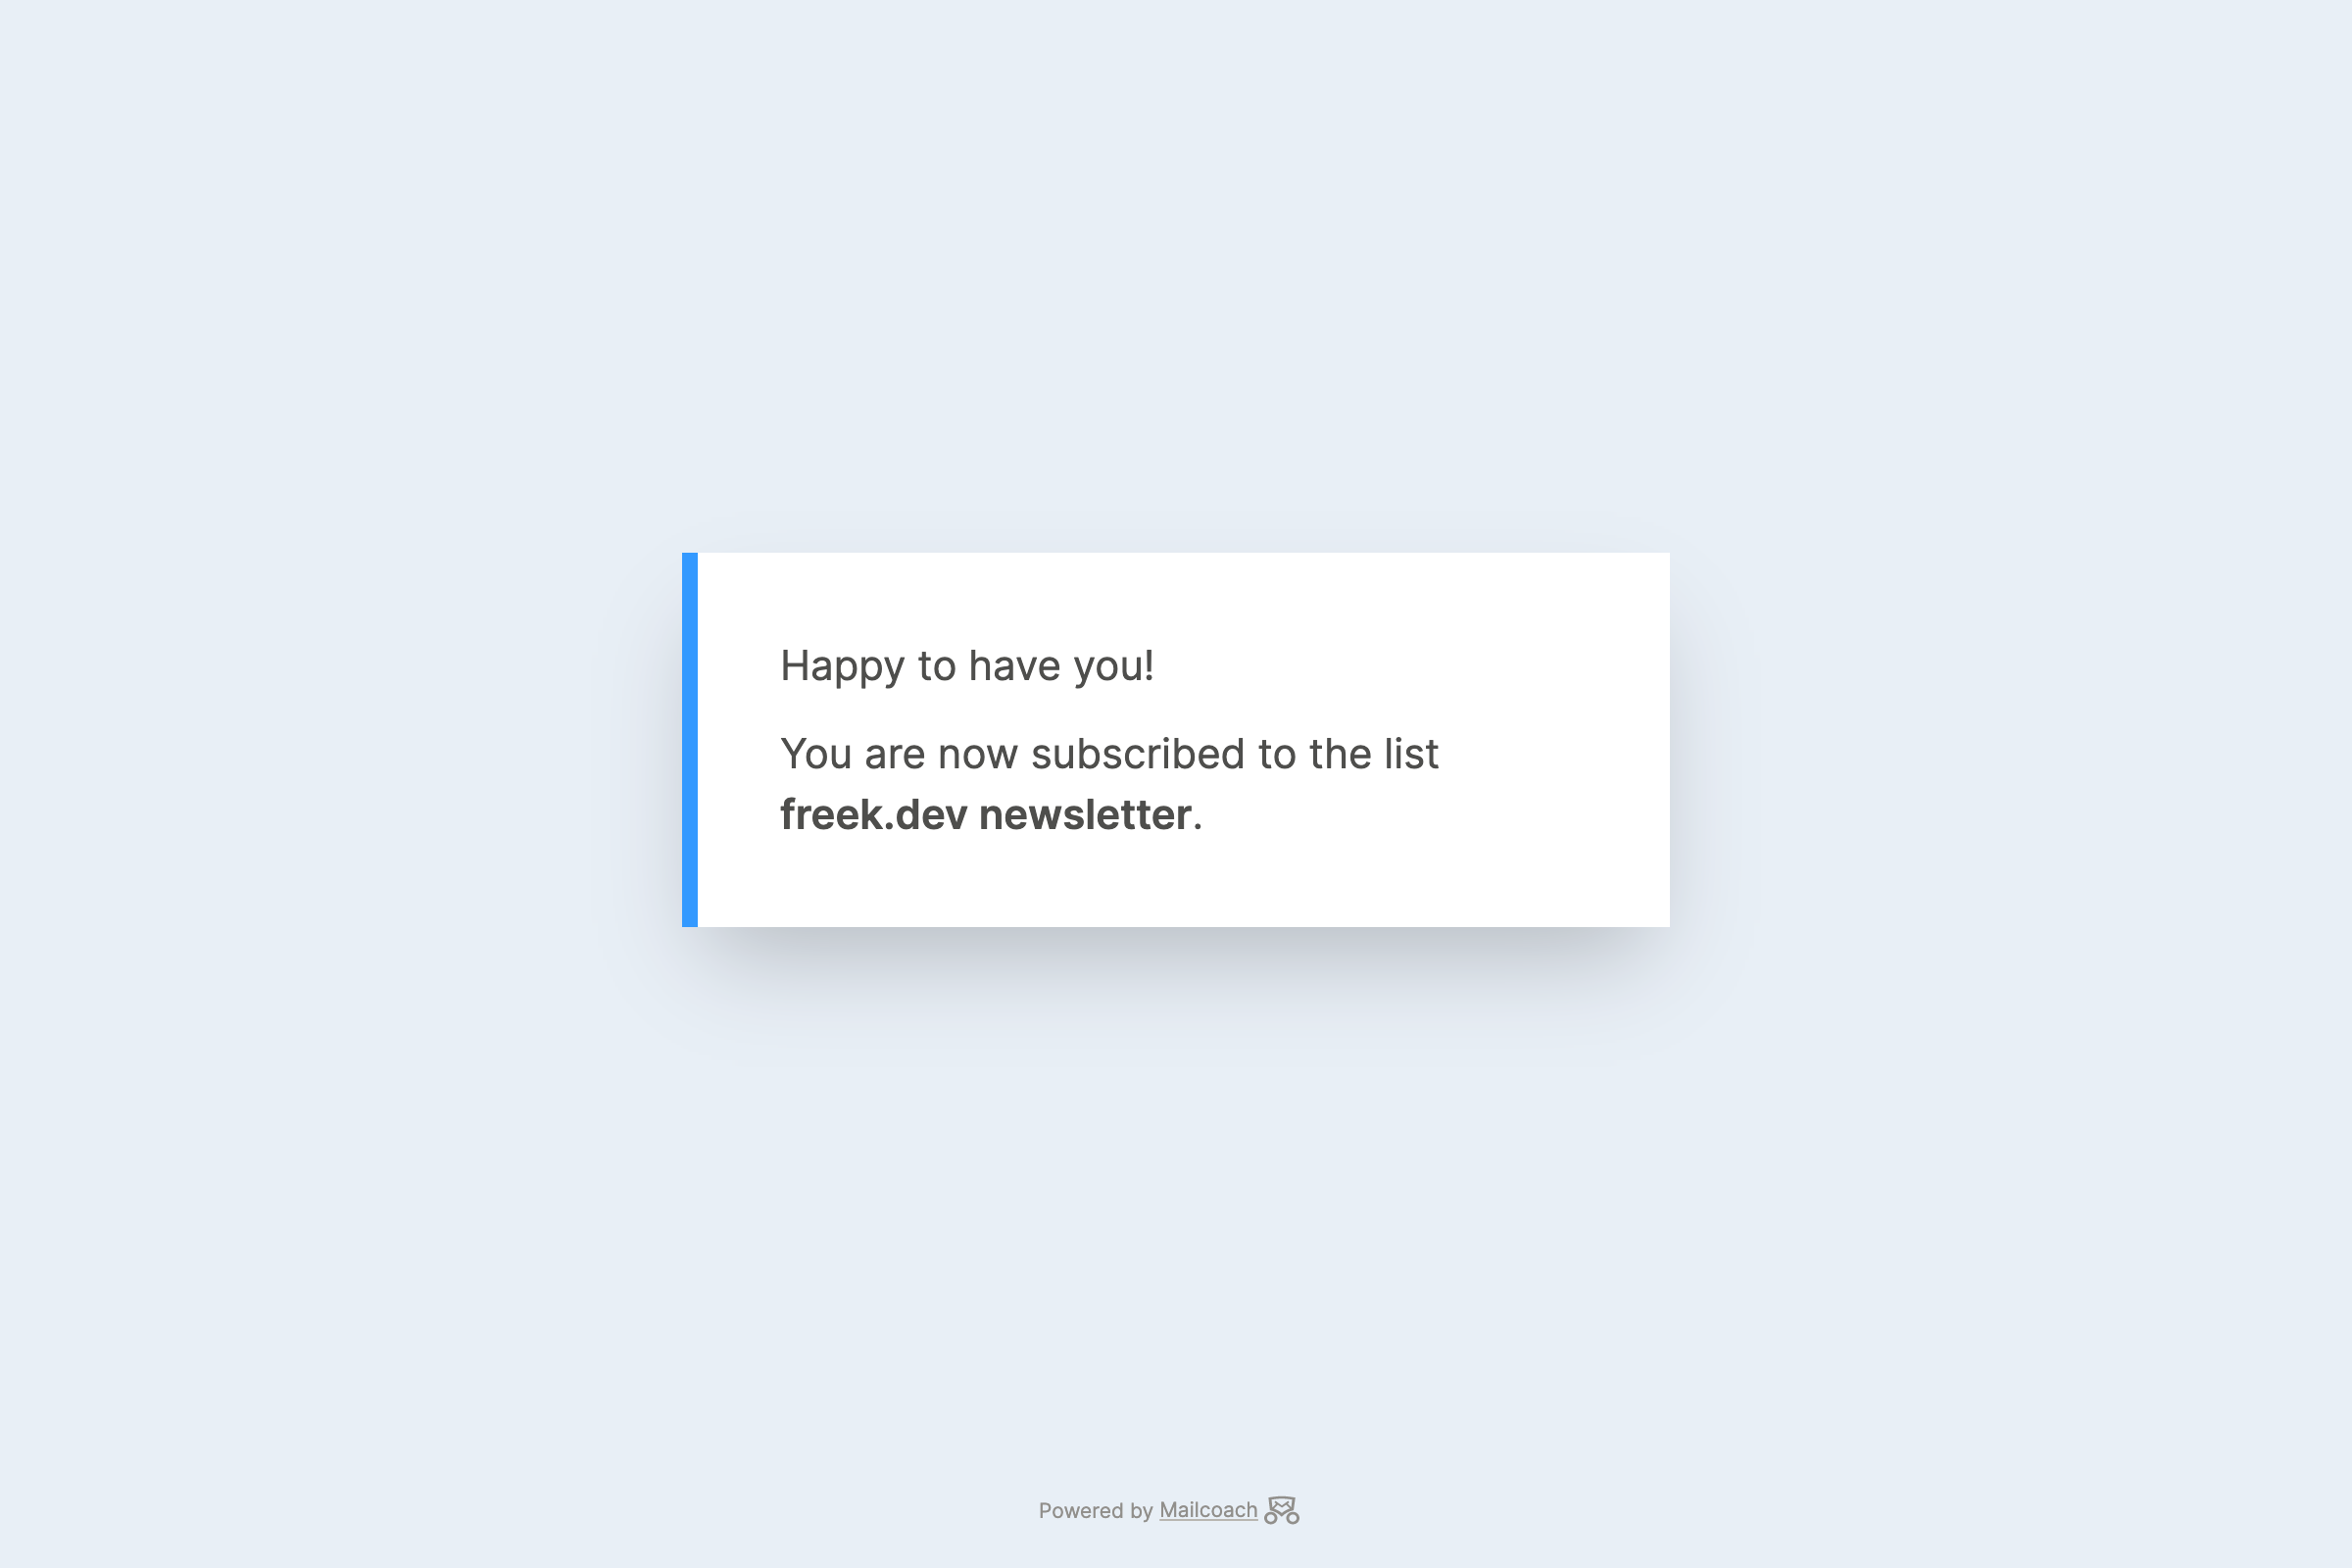 Happy to have you!
You are now subscribed to the list
freek.dev newsletter.
Powered by Mailcoach